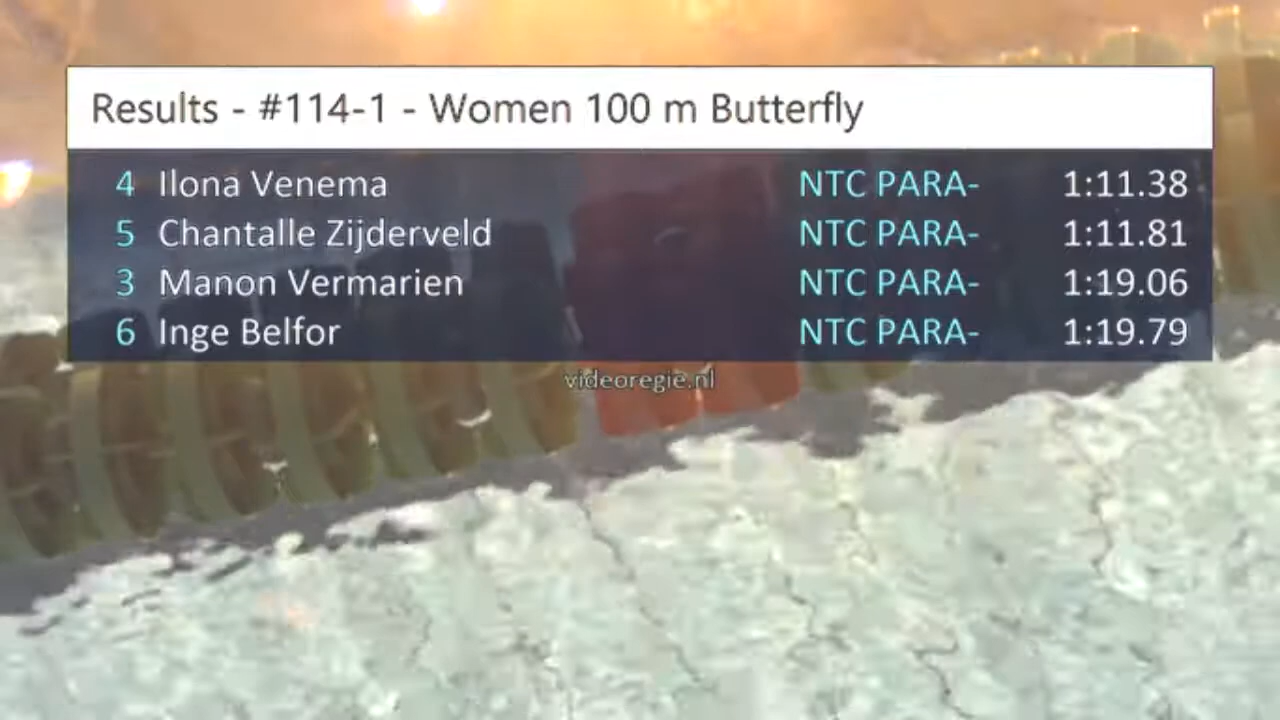 Results - #114-1 - Women 100 m Butterfly
4 Ilona Venema NTC PARA- 1:11.38
5 Chantalle Zijderveld NTC PARA- 1:11.81
3 Manon Vermarien NTC PARA- 1:19.06
6 Inge Belfor NTC PARA- 1:19.79
videoregie.nl